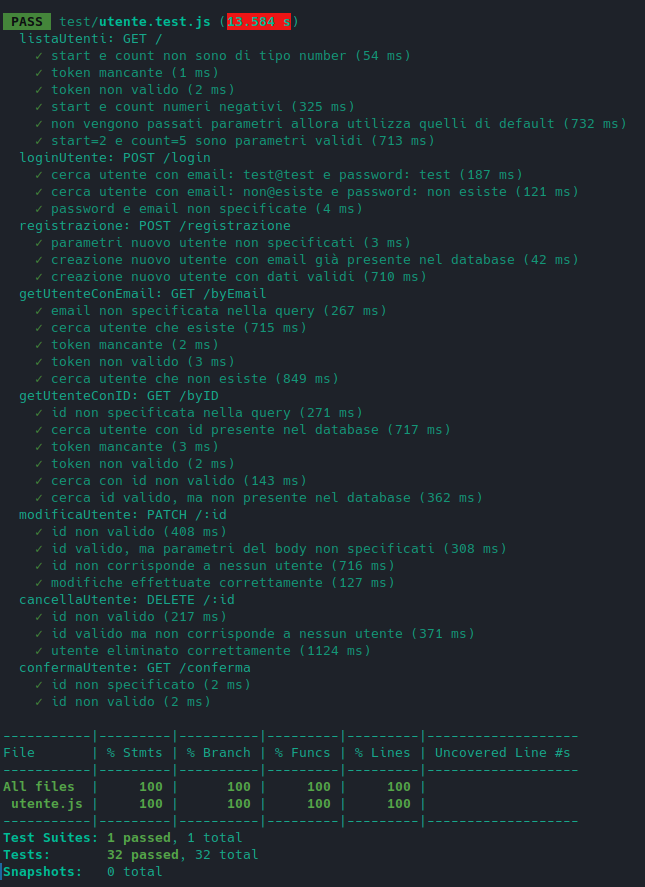 PASS test/utente.test.js (13.584 s)
listaUtenti: GET /
✓ start e count non sono di tipo number (54 ms)
✓ token mancante (1 ms)
✓ token non valido (2 ms)
✓ start e count numeri negativi (325 ms)
✓ non vengono passati parametri allora utilizza quelli di default (732 ms)
✓ start=2 e count=5 sono parametri validi (713 ms)
loginUtente: POST /login
✓ cerca utente con email: test@test e password: test (187 ms)
✓ cerca utente con email: non@esiste e password: non esiste (121 ms)
✓ password e email non specificate (4 ms)
registrazione: POST /registrazione
✓ parametri nuovo utente non specificati (3 ms)
✓ creazione nuovo utente con email già presente nel database (42 ms)
✓ creazione nuovo utente con dati validi (710 ms)
getUtenteConEmail: GET /byEmail
✓ email non specificata nella query (267 ms)
✓ cerca utente che esiste (715 ms)
✓ token mancante (2 ms)
✓ token non valido (3 ms)
✓ cerca utente che non esiste (849 ms)
getUtenteConID: GET /byID
✓ id non specificata nella query (271 ms)
✓ cerca utente con id presente nel database (717 ms)
✓ token mancante (3 ms)
✓ token non valido (2 ms)
✓ cerca con id non valido (143 ms)
✓ cerca id valido, ma non presente nel database (362 ms)
modificaUtente: PATCH /:id
✓ id non valido (408 ms)
✓ id valido, ma parametri del body non specificati (308 ms)
✓ id non corrisponde a nessun utente (716 ms)
✓ modifiche effettuate correttamente (127 ms)
cancellaUtente: DELETE /:id
✓ id non valido (217 ms)
✓ id valido ma non corrisponde a nessun utente (371 ms)
✓ utente eliminato correttamente (1124 ms)
confermaUtente: GET /conferma
✓ id non specificato (2 ms)
✓ id non valido (2 ms)
-----------|---------|----------|---------|---------|-------------------
File       | % Stmts | % Branch | % Funcs | % Lines | Uncovered Line #s
-----------|---------|----------|---------|---------|-------------------
All files  |     100 |      100 |     100 |     100 |
 utente.js |     100 |      100 |     100 |     100 |
-----------|---------|----------|---------|---------|-------------------
Test Suites: 1 passed, 1 total
Tests:       32 passed, 32 total
Snapshots:   0 total